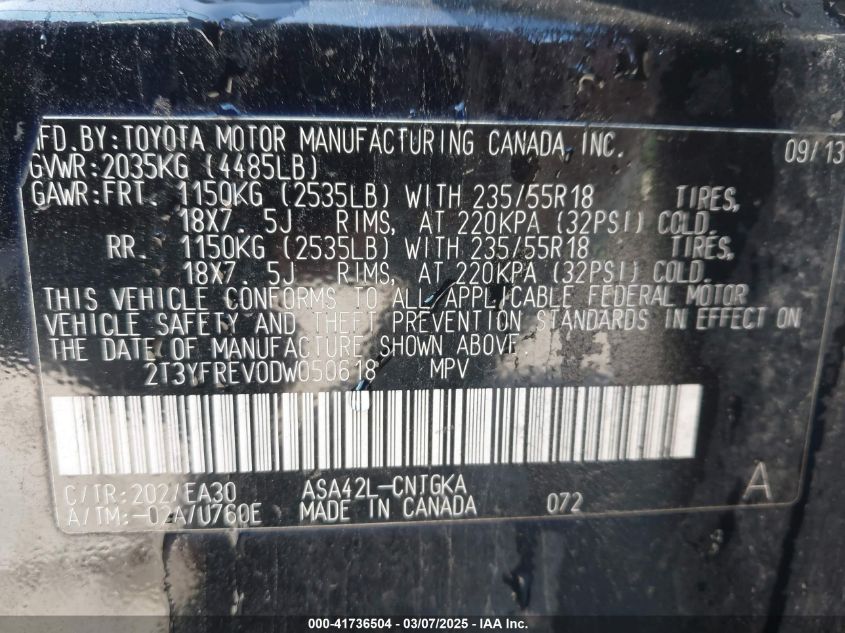 MFD.BY:TOYOTA MOTOR MANUFACTURING CANADA, INC. 09/13
GVWR:2035KG (4485LB)
GAWR:FRT. 1150KG (2535LB) WITH 235/55R18 TIRES,
18X7.5J RIMS, AT 220KPA (32PSI) COLD.
RR. 1150KG (2535LB) WITH 235/55R18 TIRES,
18X7.5J RIMS, AT 220KPA (32PSI) COLD.
THIS VEHICLE CONFORMS TO ALL APPLICABLE FEDERAL MOTOR
VEHICLE SAFETY AND THEFT PREVENTION STANDARDS IN EFFECT ON
THE DATE OF MANUFACTURE SHOWN ABOVE.
2T3YFREV0DW050618 MPV
C/TR:202/EA30 ASA42L-CNTGKA A
A/TM:-02A/U760E MADE IN CANADA 072
000-41736504 — 03/07/2025 — IAA Inc.